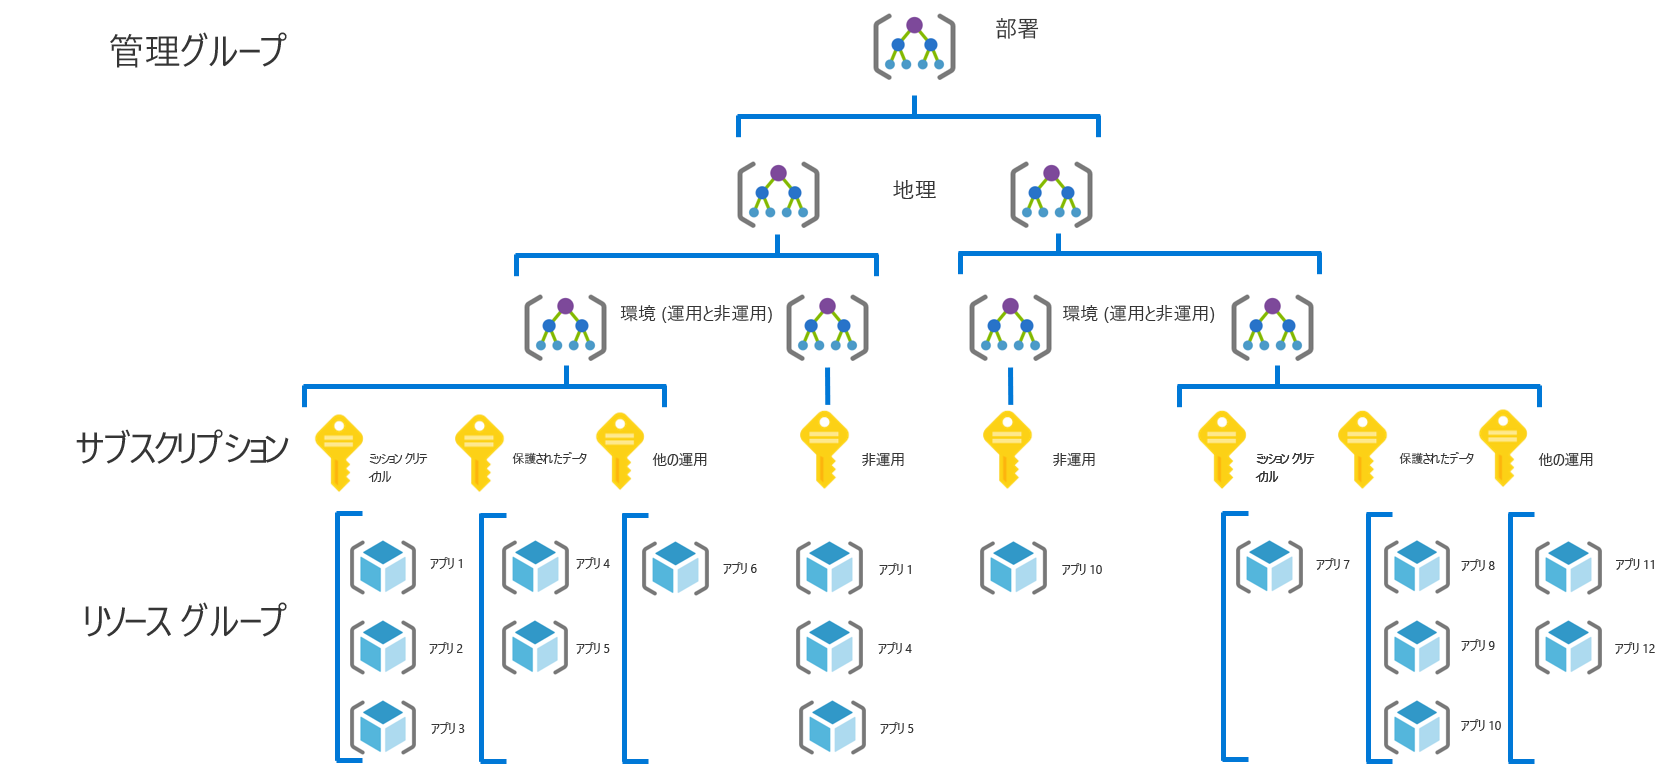 部署
管理グループ
地理
環境 (運用と非運用)
環境 (運用と非運用)
サブスクリプション
ミッション クリテ
ィカル
保護されたデータ
他の運用
非運用
非運用
ミッション クリテ
ィカル
保護されたデータ
他の運用
アプリ 1
アプリ 4
アプリ 6
アプリ 1
アプリ 10
アプリ 7
アプリ 8
アプリ 11
リソース グループ
アプリ 2
アプリ 5
アプリ 4
アプリ 9
アプリ 12
アプリ 3
アプリ 5
アプリ 10